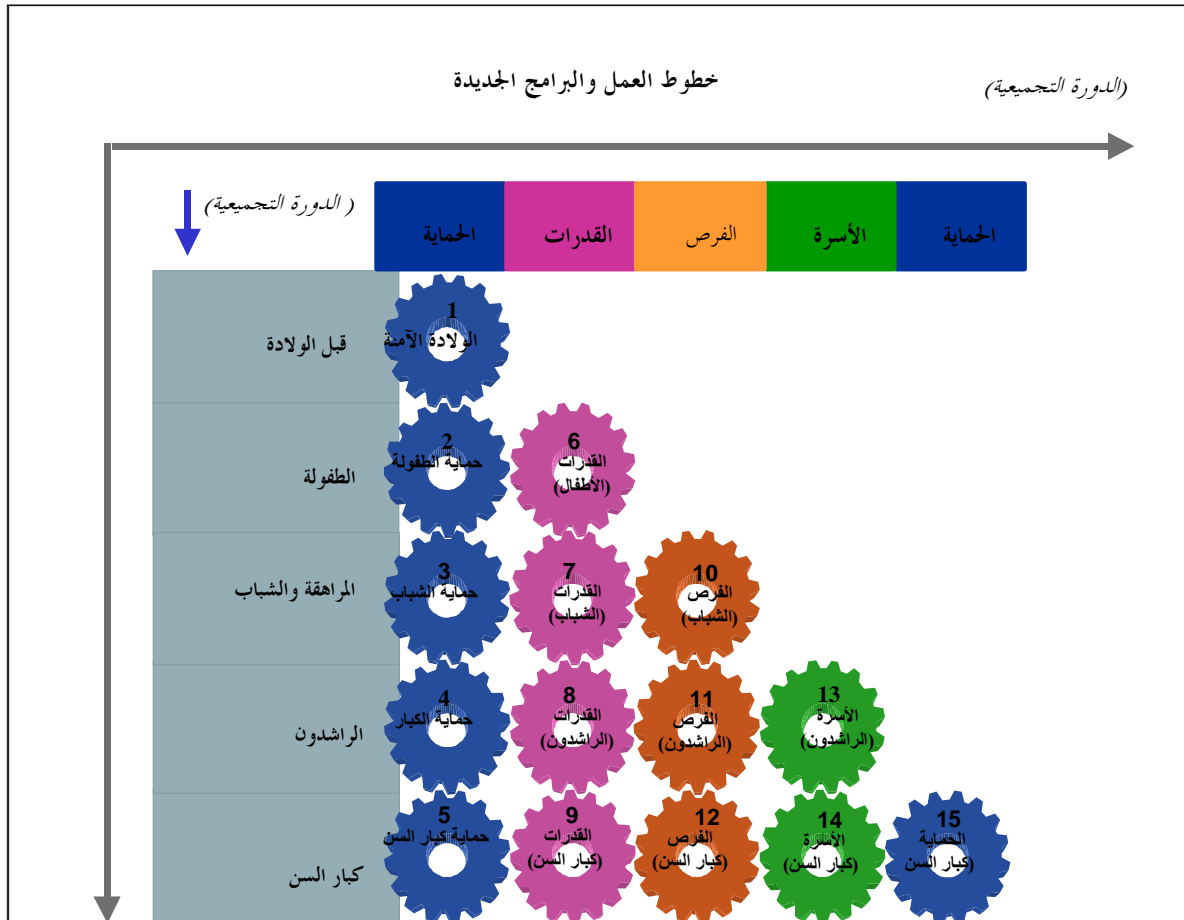 خطوط العمل والبرامج الجديدة
(الدورة التجميعية)
( الدورة التجميعية)
الحماية
القدرات
الفرص
الأسرة
الحماية
قبل الولادة
1
الولادة الآمنة
الطفولة
2
حماية الطفولة
6
القدرات
(الأطفال)
المراهقة والشباب
3
حماية الشباب
7
القدرات
(الشباب)
10
الفرص
(الشباب)
الراشدون
4
حماية الكبار
8
القدرات
(الراشدون)
11
الفرص
(الراشدون)
13
الأسرة
(الراشدون)
كبار السن
5
حماية كبار السن
9
القدرات
(كبار السن)
12
الفرص
(كبار السن)
14
الأسرة
(كبار السن)
15
الحماية
(كبار السن